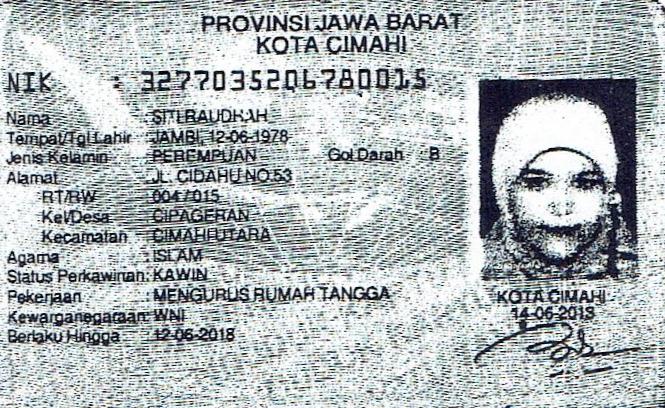 PROVINSI JAWA BARAT
KOTA CIMAHI
NIK : 3277035206780015
Nama : SITI RAUDHAH
Tempat/Tgl Lahir : JAMBI, 12-06-1978
Jenis Kelamin : PEREMPUAN Gol Darah B
Alamat : JL. CIDAHU NO.53
RT/RW : 004 / 015
Kel/Desa : CIPAGERAN
Kecamatan : CIMAHI UTARA
Agama : ISLAM
Status Perkawinan: KAWIN
Pekerjaan : MENGURUS RUMAH TANGGA
Kewarganegaraan: WNI
Berlaku Hingga : 12-06-2018
KOTA CIMAHI
14-06-2013